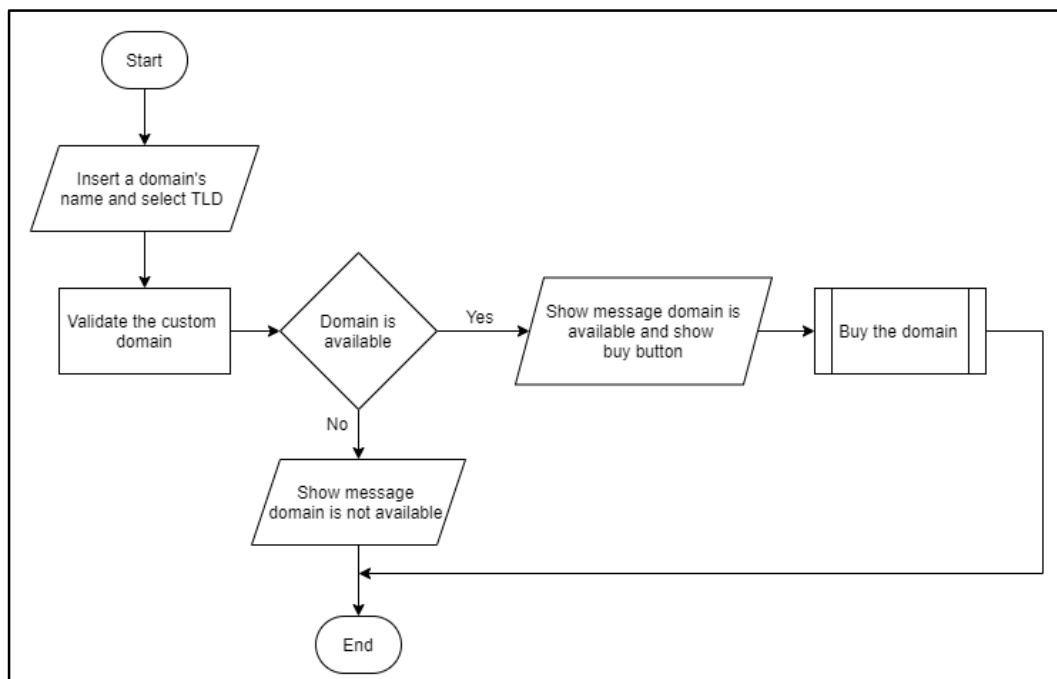 Start
Insert a domain's
name and select TLD
Validate the custom
domain
Domain is
available
Yes
Show message domain is
available and show
buy button
Buy the domain
No
Show message
domain is not available
End